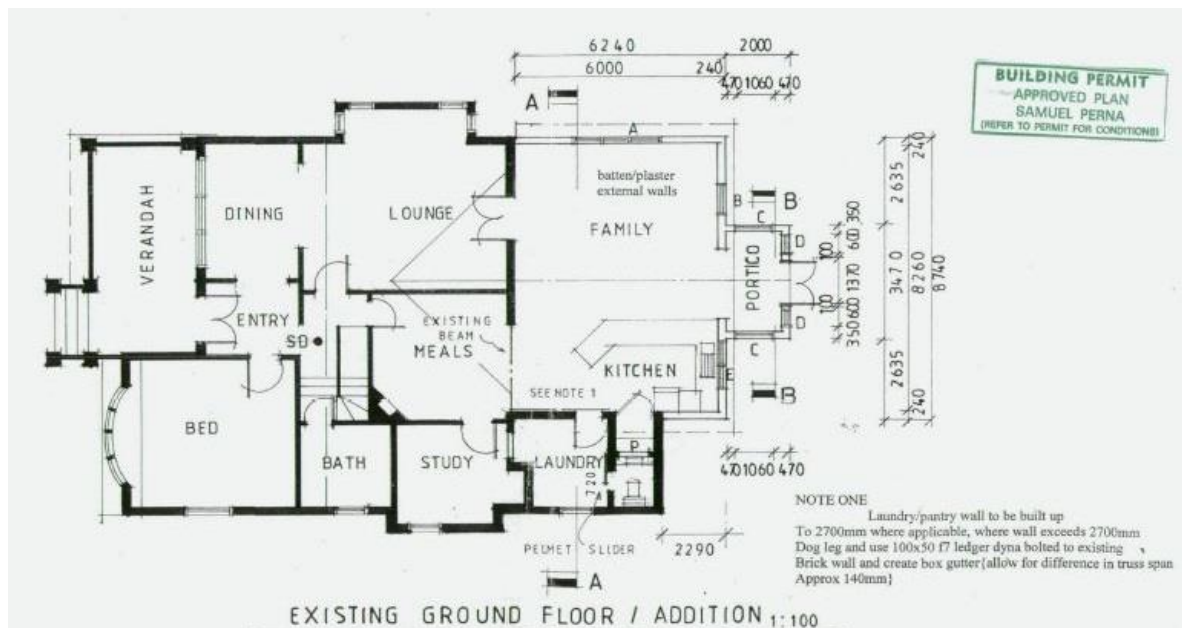 6240 2000
6000 240
470 1060 470
BUILDING PERMIT
APPROVED PLAN
SAMUEL PERNA
(REFER TO PERMIT FOR CONDITIONS)
A
A
VERANDAH
DINING
LOUNGE
batten/plaster
external walls
FAMILY
B
B
C
D
PORTICO
D
C
B
E
240
2635
3470
2635
240
8260
8740
350
600
100
1370
100
600
350
ENTRY
SD
EXISTING
BEAM
MEALS
KITCHEN
SEE NOTE 1
BED
BATH
STUDY
LAUNDRY
P
720
470 1060 470
PELMET SLIDER
2290
A
NOTE ONE
Laundry/pantry wall to be built up
To 2700mm where applicable, where wall exceeds 2700mm
Dog leg and use 100x50 f7 ledger dyna bolted to existing
Brick wall and create box gutter{allow for difference in truss span
Approx 140mm}
EXISTING GROUND FLOOR / ADDITION 1:100